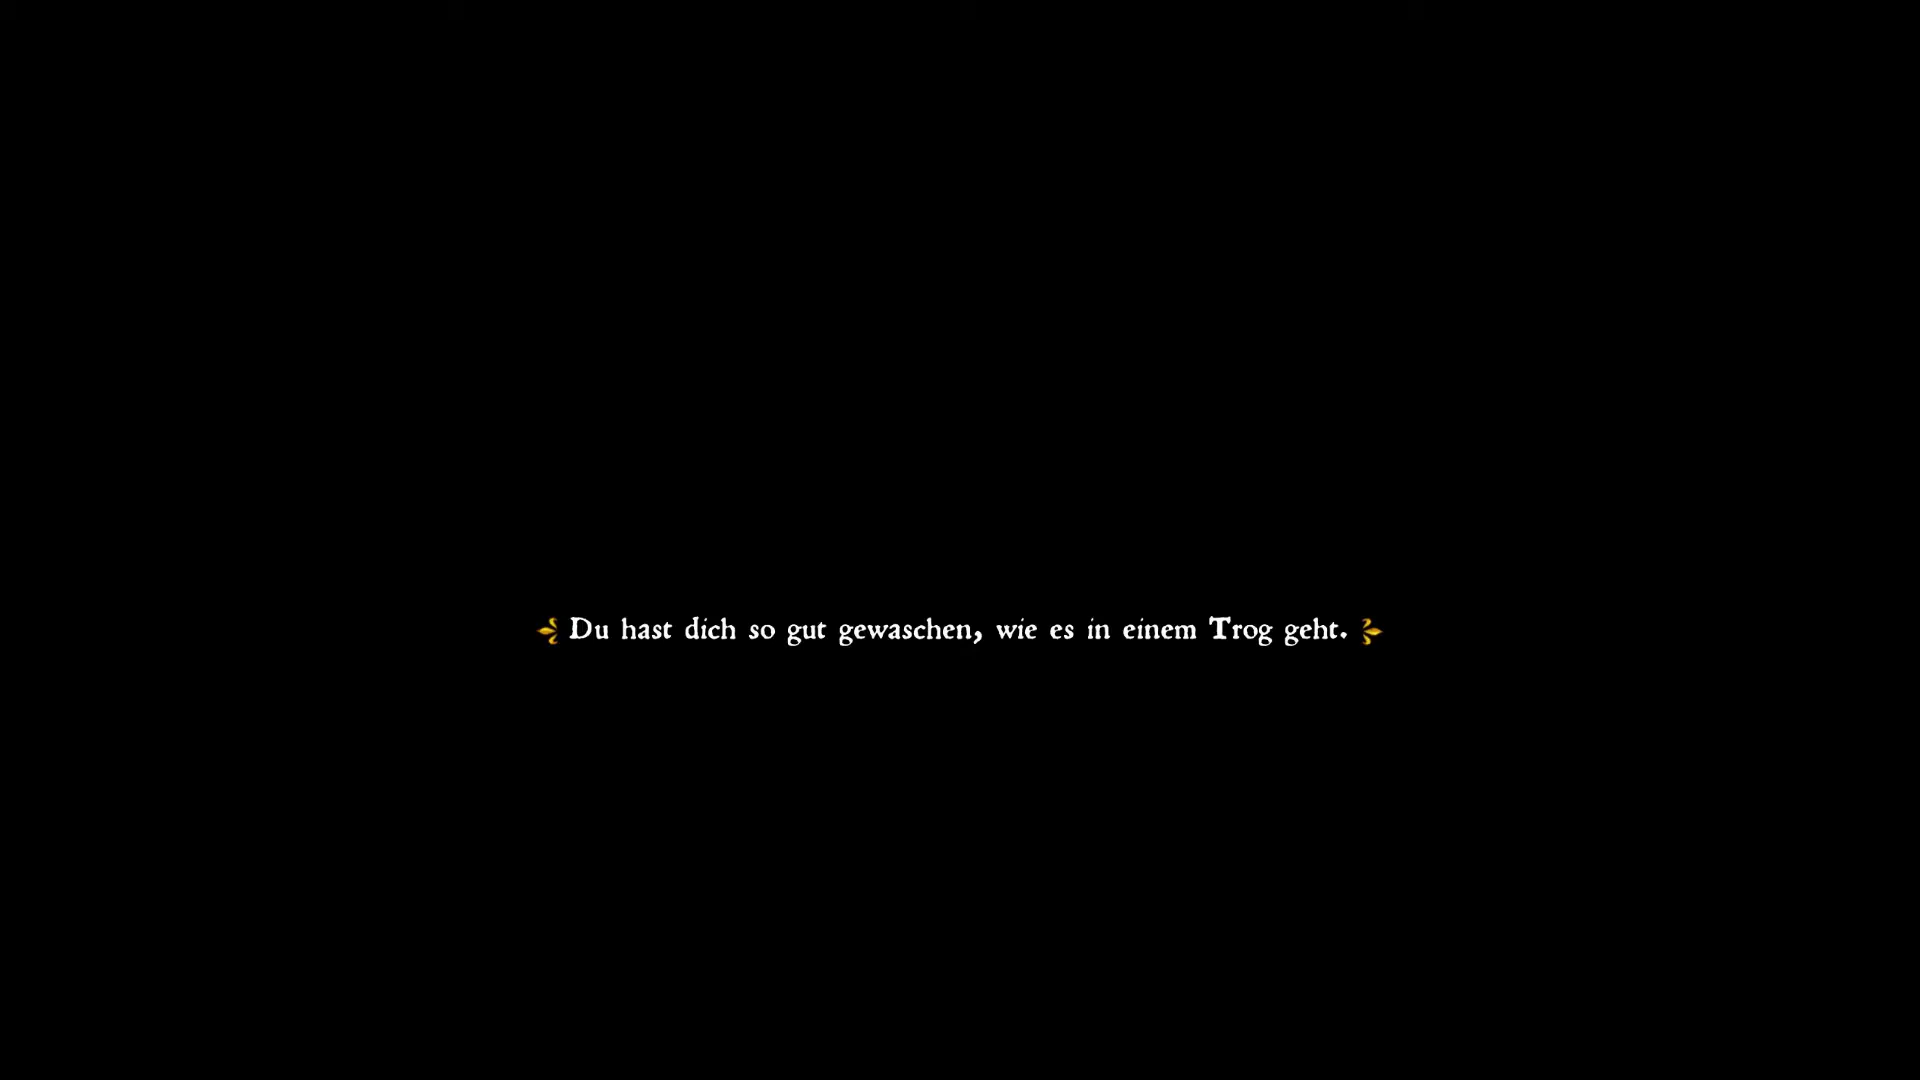 Du hast dich so gut gewaschen, wie es in einem Trog geht.